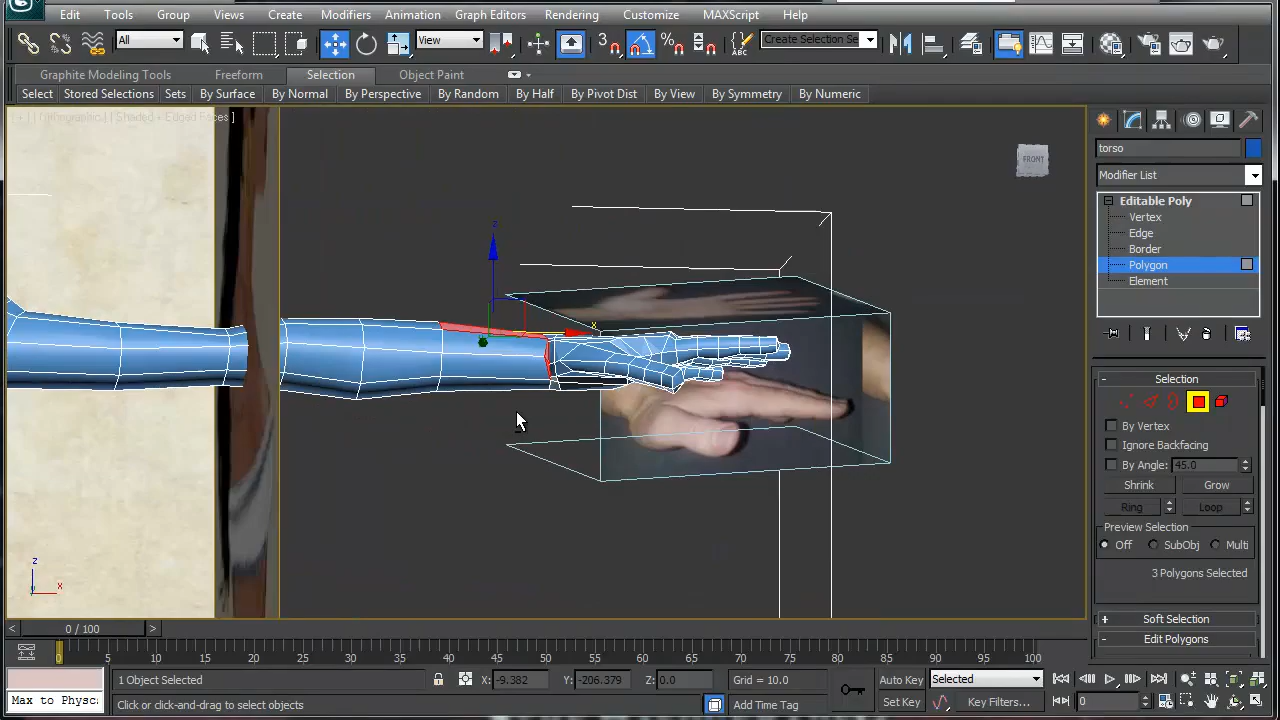 Edit Tools Group Views Create Modifiers Animation Graph Editors Rendering Customize MAXScript Help
All View 3 Create Selection Se
Graphite Modeling Tools Freeform Selection Object Paint
Select Stored Selections Sets By Surface By Normal By Perspective By Random By Half By Pivot Dist By View By Symmetry By Numeric
[ + ] [ Orthographic ] [ Shaded + Edged Faces ]
FRONT
torso
Modifier List
Editable Poly
Vertex
Edge
Border
Polygon
Element
z
x
- Selection
By Vertex
Ignore Backfacing
By Angle: 45.0
Shrink Grow
Ring Loop
Preview Selection
Off SubObj Multi
3 Polygons Selected
z
x
+ Soft Selection
- Edit Polygons
< 0 / 100 >
0 5 10 15 20 25 30 35 40 45 50 55 60 65 70 75 80 85 90 95 100
1 Object Selected X: -9.382 Y: -206.379 Z: 0.0 Grid = 10.0 Auto Key Selected
Max to Physc Click or click-and-drag to select objects Add Time Tag Set Key Key Filters... 0